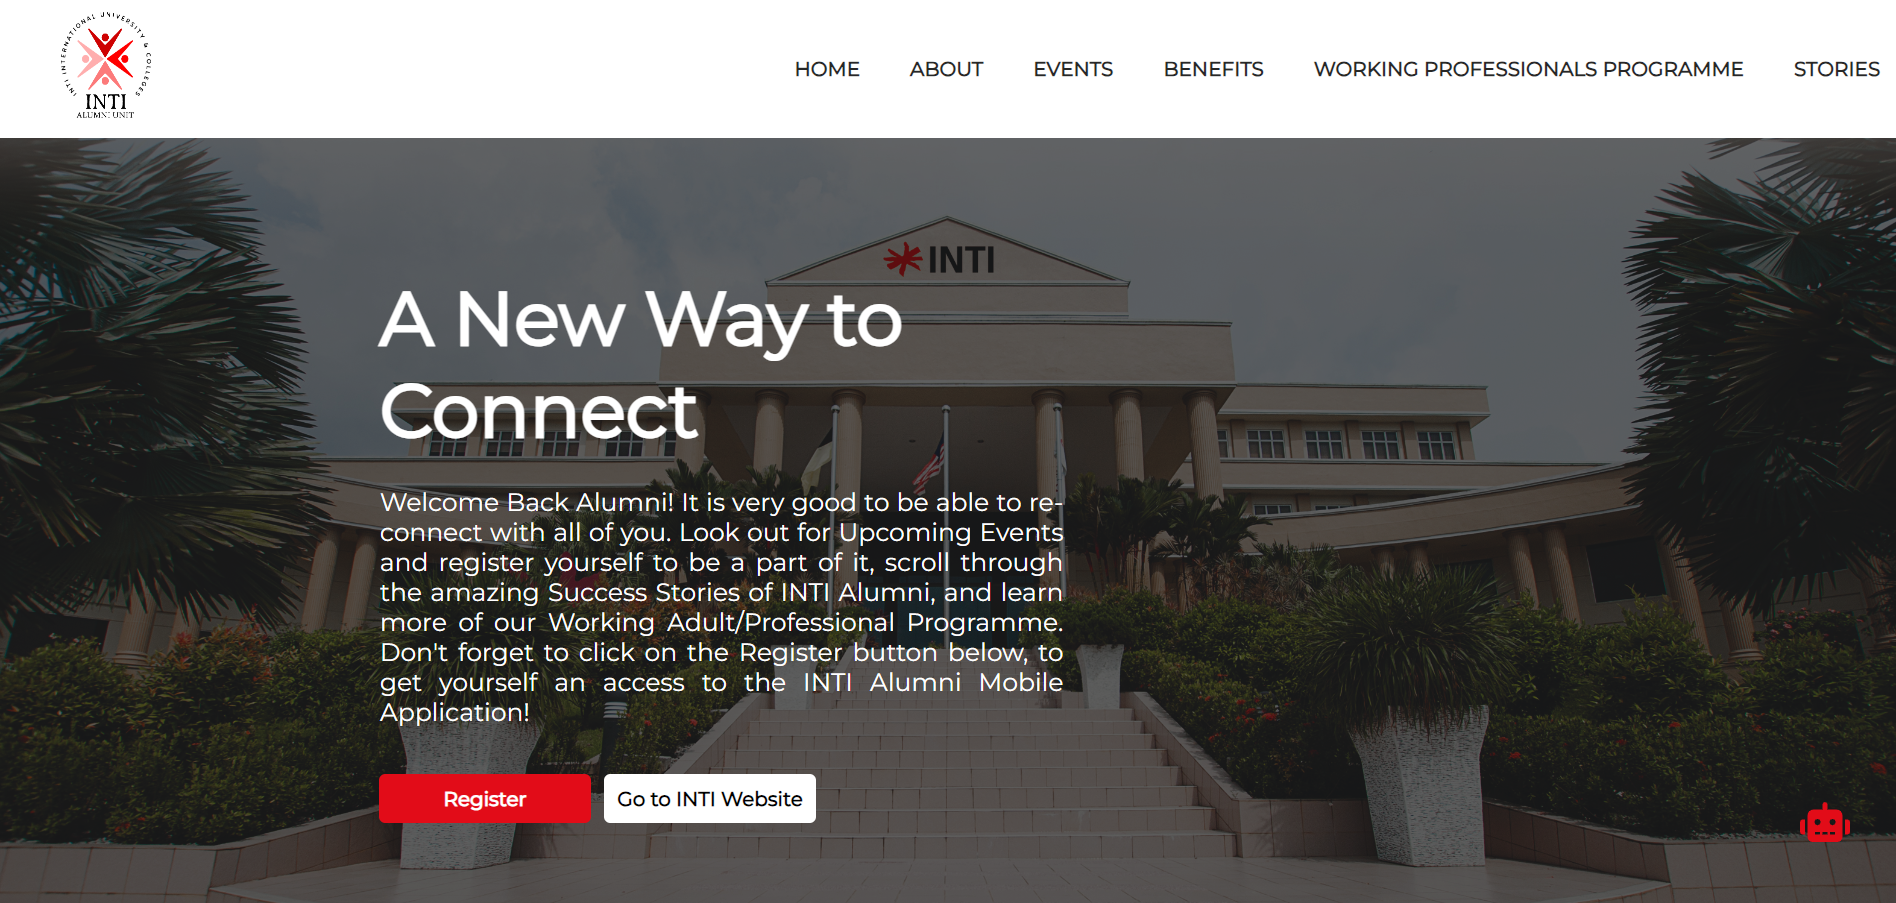 INTI INTERNATIONAL UNIVERSITY & COLLEGES
INTI
ALUMNI UNIT
HOME ABOUT EVENTS BENEFITS WORKING PROFESSIONALS PROGRAMME STORIES
INTI
A New Way to
Connect
Welcome Back Alumni! It is very good to be able to re-
connect with all of you. Look out for Upcoming Events
and register yourself to be a part of it, scroll through
the amazing Success Stories of INTI Alumni, and learn
more of our Working Adult/Professional Programme.
Don't forget to click on the Register button below, to
get yourself an access to the INTI Alumni Mobile
Application!
Register Go to INTI Website